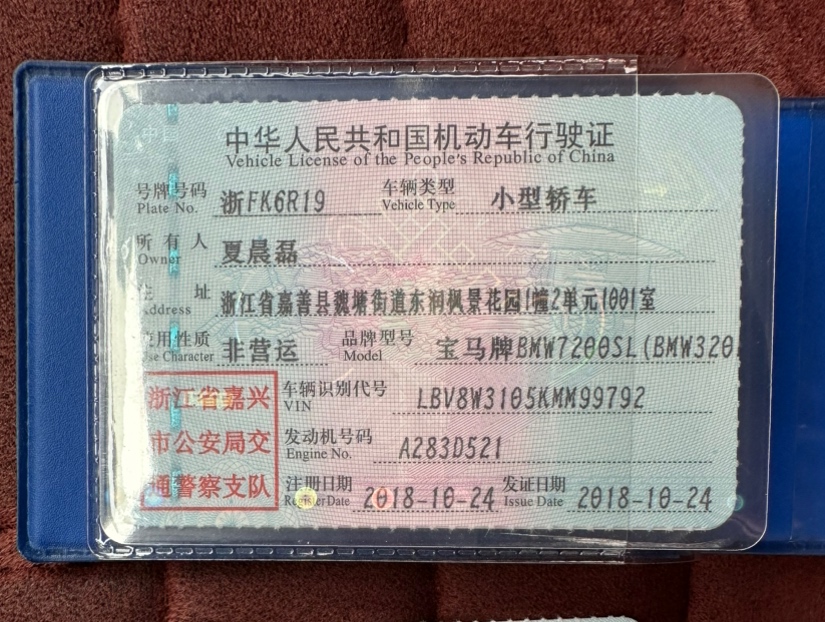 中华人民共和国机动车行驶证
Vehicle License of the People's Republic of China
号牌号码 浙FK6R19 车辆类型 小型轿车
Plate No. Vehicle Type
所有人 夏晨磊
Owner
住址 浙江省嘉善县魏塘街道东润枫景花园1幢2单元1001室
Address
使用性质 非营运 品牌型号 宝马牌BMW7200SL(BMW320
Use Character Model
浙江省嘉兴
市公安局交
通警察支队
车辆识别代号 LBV8W3105KMM99792
VIN
发动机号码 A283D521
Engine No.
注册日期 2018-10-24 发证日期 2018-10-24
Register Date Issue Date